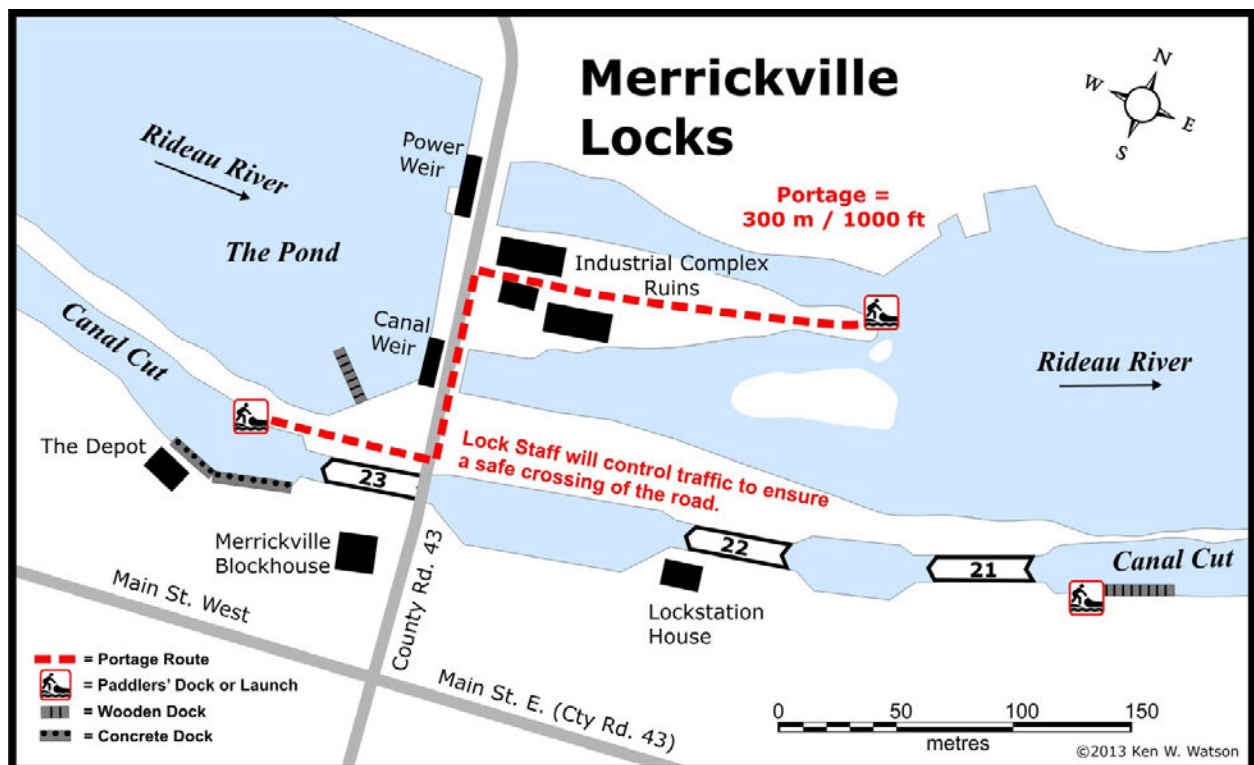 Merrickville
Locks
N
W
E
S
Rideau River
Power
Weir
Portage =
300 m / 1000 ft
The Pond
Industrial Complex
Ruins
Canal Cut
Canal
Weir
Rideau River
The Depot
Lock Staff will control traffic to ensure
a safe crossing of the road.
23
22
21
Canal Cut
Merrickville
Blockhouse
County Rd. 43
Lockstation
House
Main St. West
Main St. E. (Cty Rd. 43)
= Portage Route
= Paddlers' Dock or Launch
= Wooden Dock
= Concrete Dock
0 50 100 150
metres
©2013 Ken W. Watson